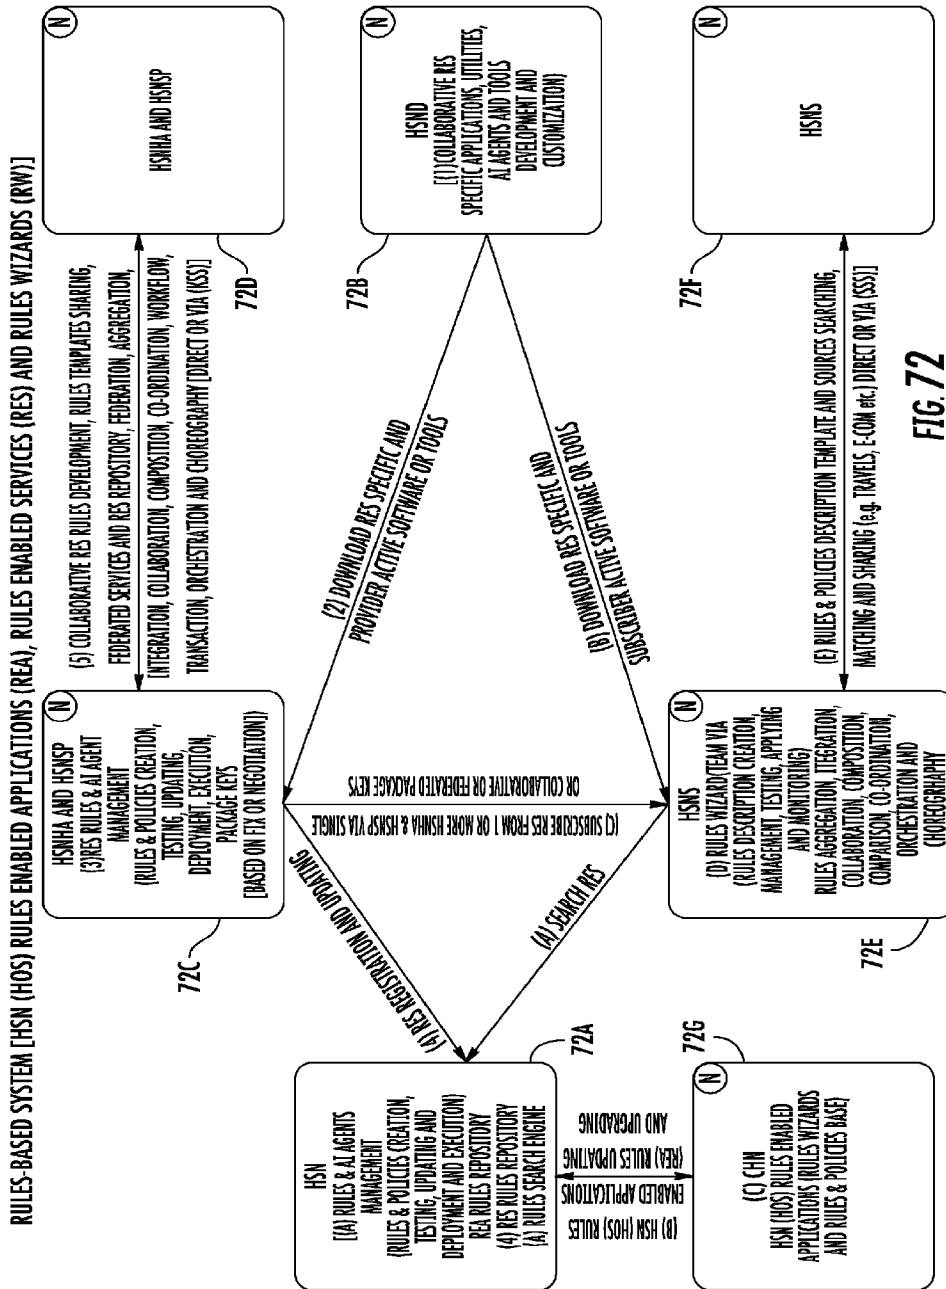 RULES-BASED SYSTEM [HSN (HOS) RULES ENABLED APPLICATIONS (REA), RULES ENABLED SERVICES (RES) AND RULES WIZARDS (RW)]
HSN
[(A) RULES & AI AGENTS
MANAGEMENT
(RULES & POLICIES CREATION,
TESTING, UPDATING AND
DEPLOYMENT AND EXECUTION)
REA RULES REPOSITORY
(4) RES RULES REPOSITORY
(A) RULES SEARCH ENGINE
72A
(4) RES REGISTRATION AND UPDATING
N
HSNHA AND HSNSP
(3)RES RULES & AI AGENT
MANAGEMENT
(RULES & POLICIES CREATION,
TESTING, UPDATING,
DEPLOYMENT, EXECUTION,
PACKAGE KEYS
[BASED ON FIX OR NEGOTIATION])
72C
(5) COLLABORATIVE RES RULES DEVELOPMENT, RULES TEMPLATES SHARING,
FEDERATED SERVICES AND RES REPOSITORY, FEDERATION, AGGREGATION,
INTEGRATION, COLLABORATION, COMPOSITION, CO-ORDINATION, WORKFLOW,
TRANSACTION, ORCHESTRATION AND CHOREOGRAPHY [DIRECT OR VIA (KSS)]
N
HSNHA AND HSNSP
72D
(2) DOWNLOAD RES SPECIFIC AND
PROVIDER ACTIVE SOFTWARE OR TOOLS
N
HSND
[(1)COLLABORATIVE RES
SPECIFIC APPLICATIONS, UTILITIES,
AI AGENTS AND TOOLS
DEVELOPMENT AND
CUSTOMIZATION)
72B
(B) DOWNLOAD RES SPECIFIC AND
SUBSCRIBER ACTIVE SOFTWARE OR TOOLS
(C) SUBSCRIBE RES FROM 1 OR MORE HSNHA & HSNSP VIA SINGLE
OR COLLABORATIVE OR FEDERATED PACKAGE KEYS
(A) SEARCH RES
(B) HSN (HOS) RULES
ENABLED APPLICATIONS
(REA) RULES UPDATING
AND UPGRADING
72G
N
(C) CHN
HSN (HOS) RULES ENABLED
APPLICATIONS (RULES WIZARDS
AND RULES & POLICIES BASE)
N
HSNS
(D) RULES WIZARD(TEAM VIA
(RULES DESCRIPTION CREATION,
MANAGEMENT, TESTING, APPLYING
AND MONITORING)
RULES AGGREGATION, ITEGRATION
COLLABORATION, COMPOSITION
COMPARISON, CO-ORDINATION,
ORCHESTRATION AND
CHOREOGRAPHY
72E
(E) RULES & POLICIES DESCRIPTION TEMPLATE AND SOURCES SEARCHING,
MATCHING AND SHARING (e.g. TRAVELS, E-COM etc.) DIRECT OR VIA (SSS)]
N
HSNS
72F
FIG. 72